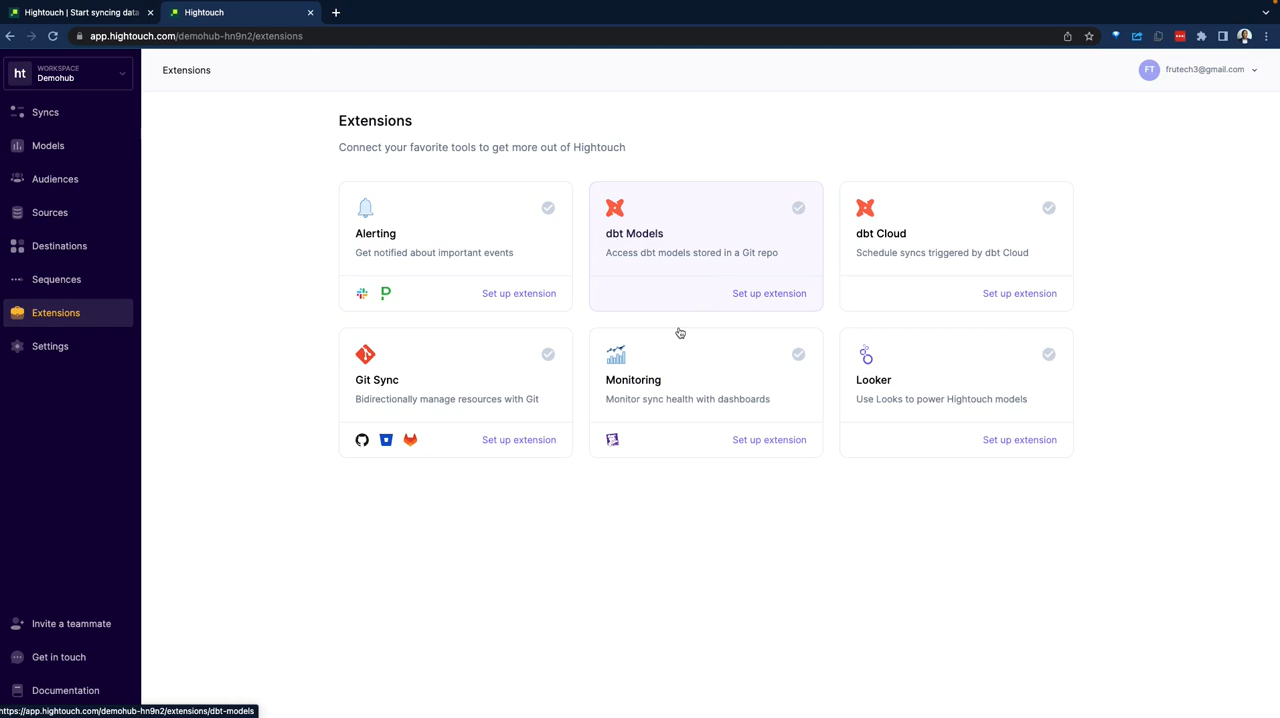 Hightouch | Start syncing data
Hightouch
app.hightouch.com/demohub-hn9n2/extensions
ht
WORKSPACE
Demohub
Syncs
Models
Audiences
Sources
Destinations
Sequences
Extensions
Settings
Invite a teammate
Get in touch
Documentation
https://app.hightouch.com/demohub-hn9n2/extensions/dbt-models
Extensions
FT
frutech3@gmail.com
Extensions
Connect your favorite tools to get more out of Hightouch
Alerting
Get notified about important events
Set up extension
dbt Models
Access dbt models stored in a Git repo
Set up extension
dbt Cloud
Schedule syncs triggered by dbt Cloud
Set up extension
Git Sync
Bidirectionally manage resources with Git
Set up extension
Monitoring
Monitor sync health with dashboards
Set up extension
Looker
Use Looks to power Hightouch models
Set up extension